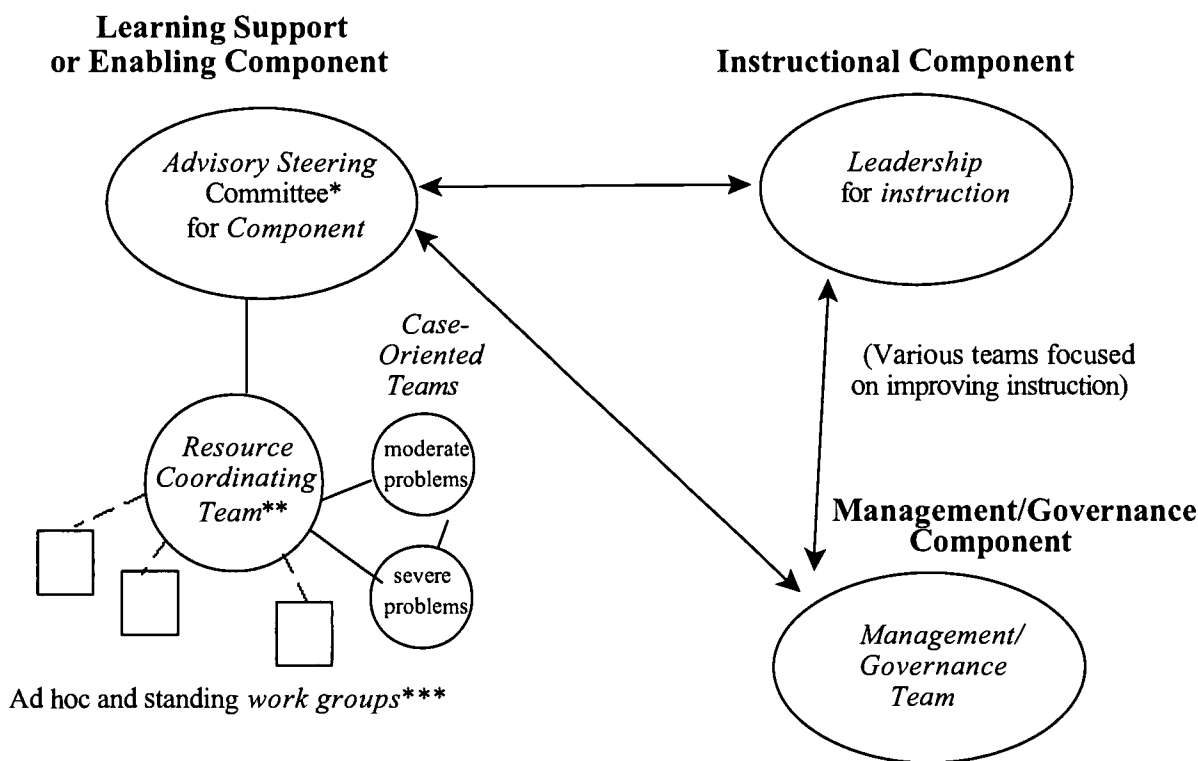 Learning Support
or Enabling Component
Instructional Component
Advisory Steering
Committee*
for Component
Leadership
for instruction
Case-
Oriented
Teams
(Various teams focused
on improving instruction)
Resource
Coordinating
Team**
moderate
problems
severe
problems
Management/Governance
Component
Management/
Governance
Team
Ad hoc and standing work groups***